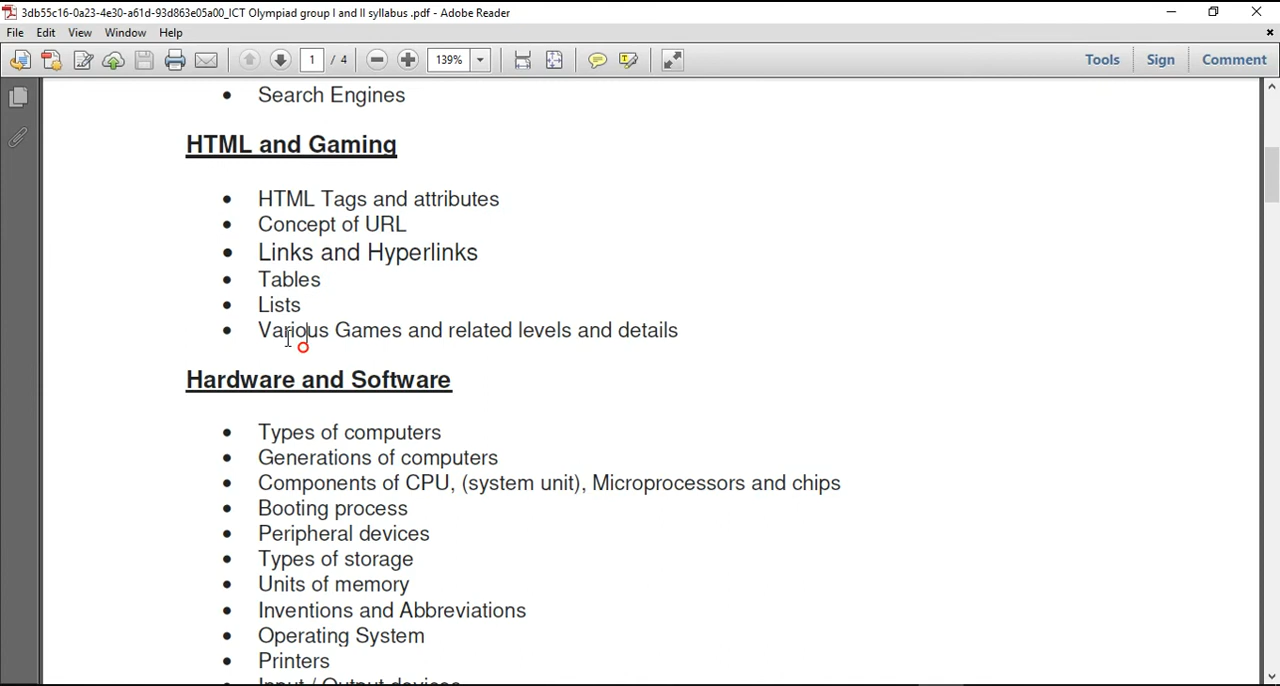 3db55c16-0a23-4e30-a61d-93d863e05a00_ICT Olympiad group I and II syllabus .pdf - Adobe Reader
File Edit View Window Help
1 / 4 139% Tools Sign Comment
• Search Engines
HTML and Gaming
• HTML Tags and attributes
• Concept of URL
• Links and Hyperlinks
• Tables
• Lists
• Various Games and related levels and details
Hardware and Software
• Types of computers
• Generations of computers
• Components of CPU, (system unit), Microprocessors and chips
• Booting process
• Peripheral devices
• Types of storage
• Units of memory
• Inventions and Abbreviations
• Operating System
• Printers
• Input / Output devices